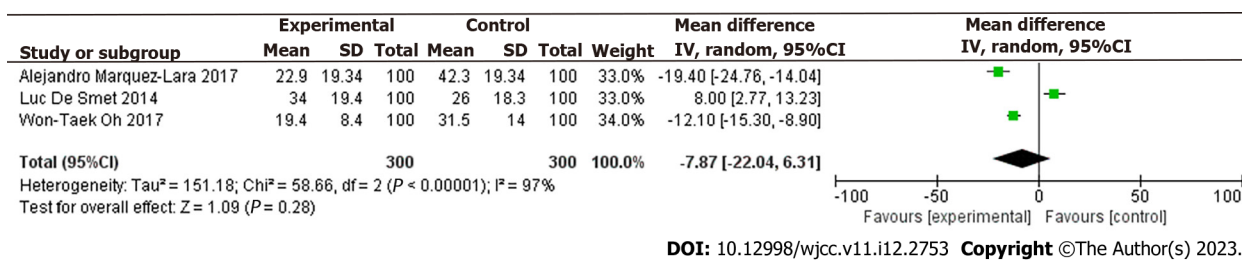 Experimental Control Mean difference Mean difference
Study or subgroup Mean SD Total Mean SD Total Weight IV, random, 95%CI IV, random, 95%CI
Alejandro Marquez-Lara 2017 22.9 19.34 100 42.3 19.34 100 33.0% -19.40 [-24.76, -14.04]
Luc De Smet 2014 34 19.4 100 26 18.3 100 33.0% 8.00 [2.77, 13.23]
Won-Taek Oh 2017 19.4 8.4 100 31.5 14 100 34.0% -12.10 [-15.30, -8.90]
Total (95%CI) 300 300 100.0% -7.87 [-22.04, 6.31]
Heterogeneity: Tau² = 151.18; Chi² = 58.66, df = 2 (P < 0.00001); I² = 97%
Test for overall effect: Z = 1.09 (P = 0.28)
-100 -50 0 50 100
Favours [experimental] Favours [control]
DOI: 10.12998/wjcc.v11.i12.2753 Copyright ©The Author(s) 2023.